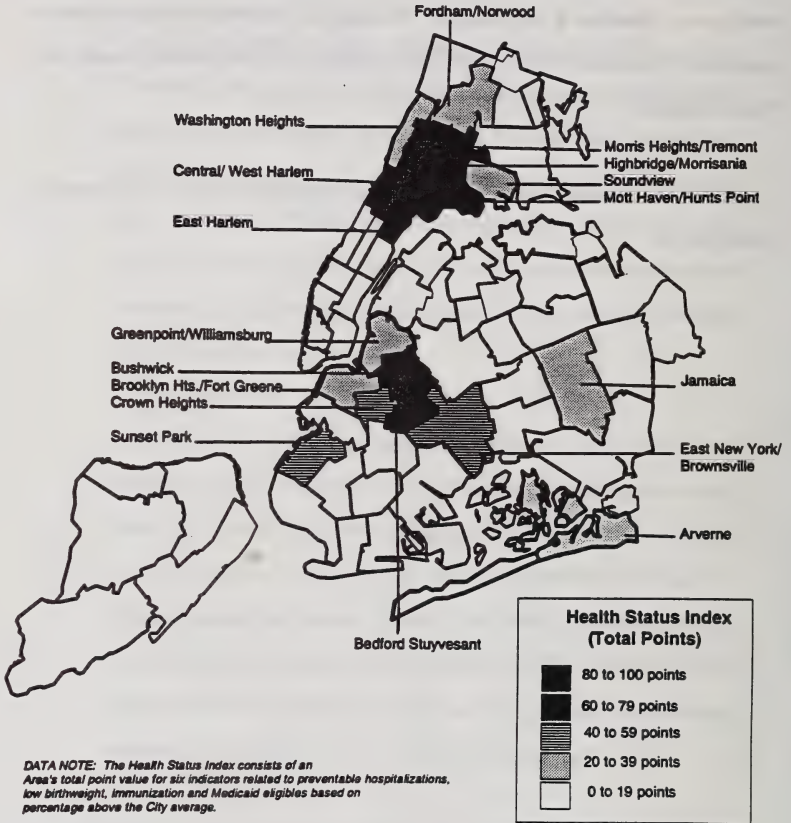 Fordham/Norwood
Washington Heights
Central/ West Harlem
East Harlem
Morris Heights/Tremont
Highbridge/Morrisania
Soundview
Mott Haven/Hunts Point
Greenpoint/Williamsburg
Bushwick
Brooklyn Hts./Fort Greene
Crown Heights
Sunset Park
Jamaica
East New York/
Brownsville
Arverne
Bedford Stuyvesant
Health Status Index
(Total Points)
80 to 100 points
60 to 79 points
40 to 59 points
20 to 39 points
0 to 19 points
DATA NOTE: The Health Status Index consists of an
Area's total point value for six indicators related to preventable hospitalizations,
low birthweight, immunization and Medicaid eligibles based on
percentage above the City average.